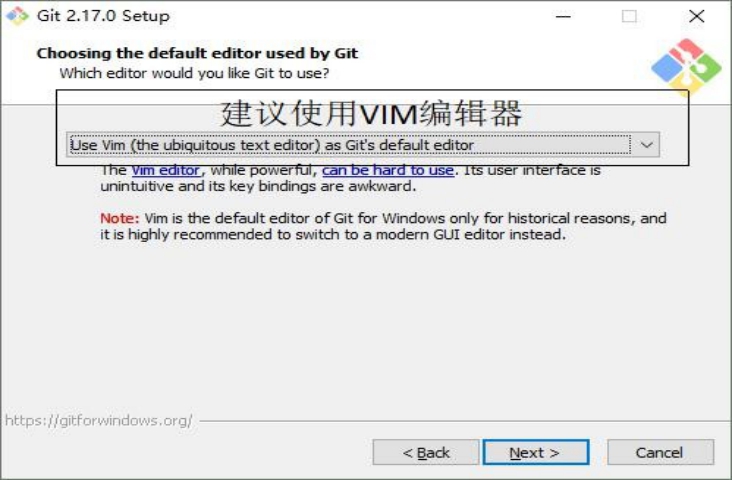 Git 2.17.0 Setup
Choosing the default editor used by Git
Which editor would you like Git to use?
建议使用VIM编辑器
Use Vim (the ubiquitous text editor) as Git's default editor
The Vim editor, while powerful, can be hard to use. Its user interface is
unintuitive and its key bindings are awkward.
Note: Vim is the default editor of Git for Windows only for historical reasons, and
it is highly recommended to switch to a modern GUI editor instead.
https://gitforwindows.org/
< Back
Next >
Cancel